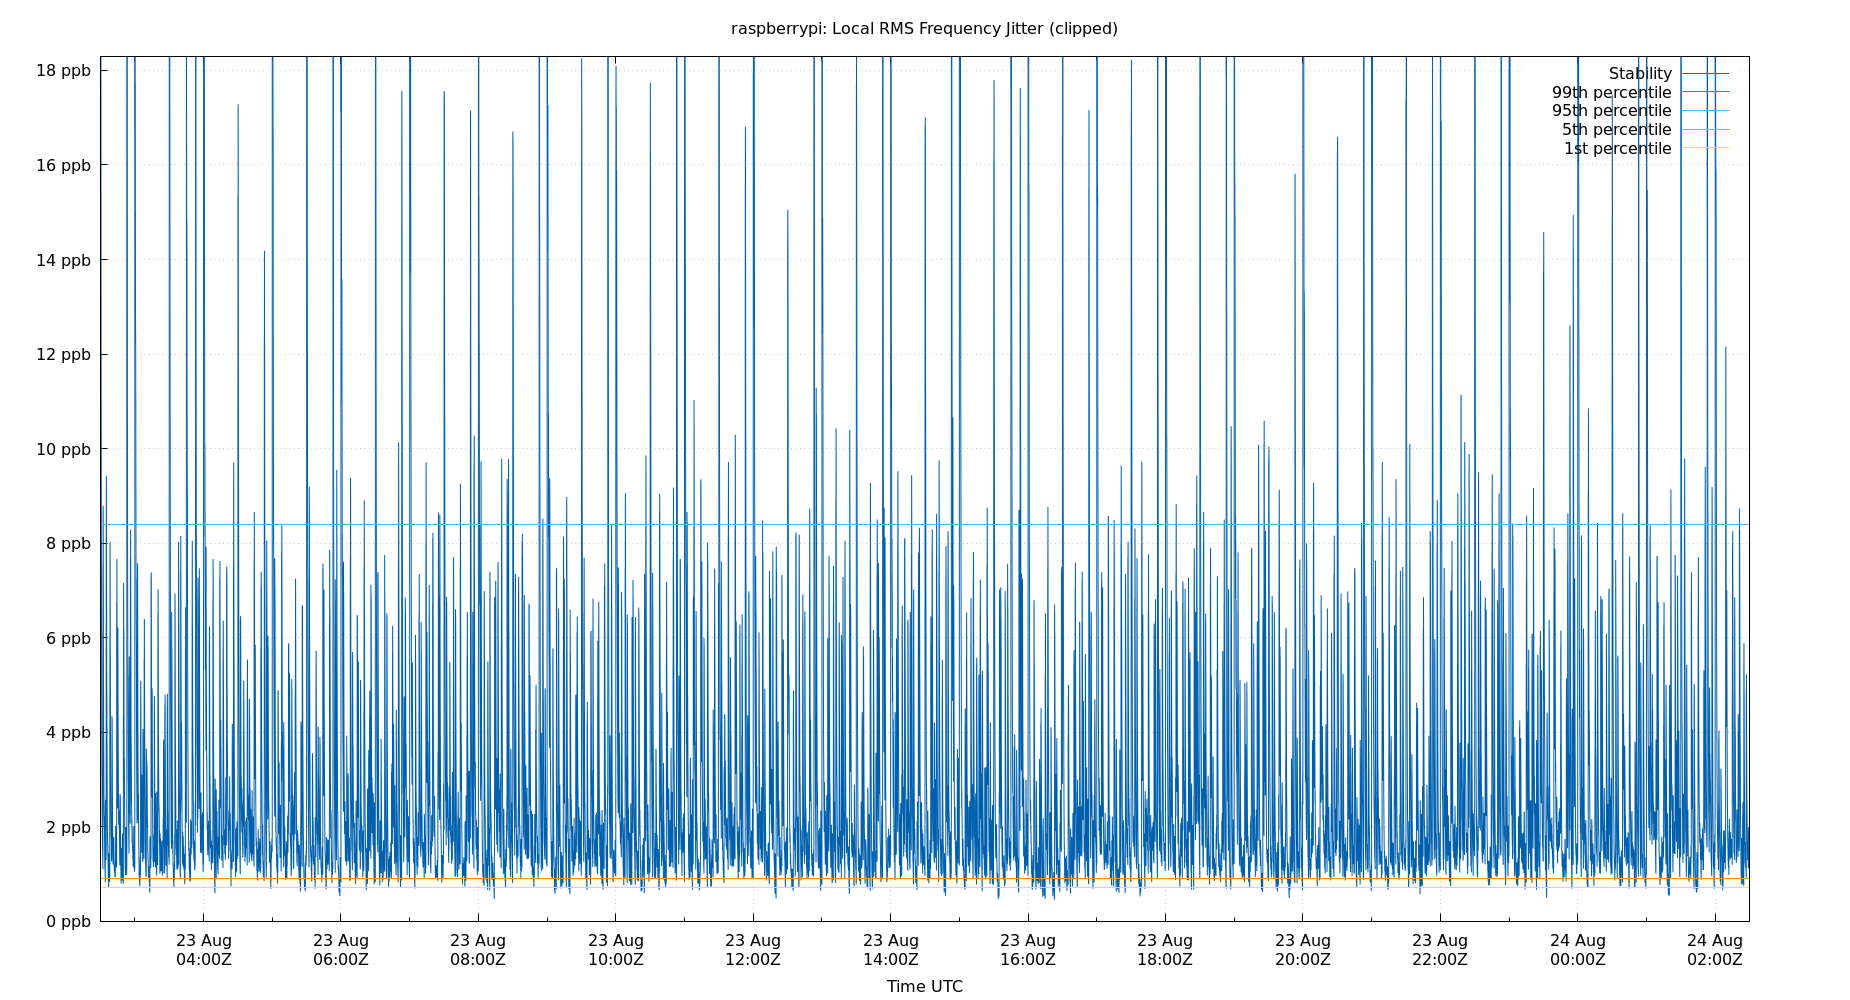 raspberrypi: Local RMS Frequency Jitter (clipped)
18 ppb
16 ppb
14 ppb
12 ppb
10 ppb
8 ppb
6 ppb
4 ppb
2 ppb
0 ppb
Stability
99th percentile
95th percentile
5th percentile
1st percentile
23 Aug 23 Aug 23 Aug 23 Aug 23 Aug 23 Aug 23 Aug 23 Aug 23 Aug 23 Aug 24 Aug 24 Aug
04:00Z 06:00Z 08:00Z 10:00Z 12:00Z 14:00Z 16:00Z 18:00Z 20:00Z 22:00Z 00:00Z 02:00Z
Time UTC